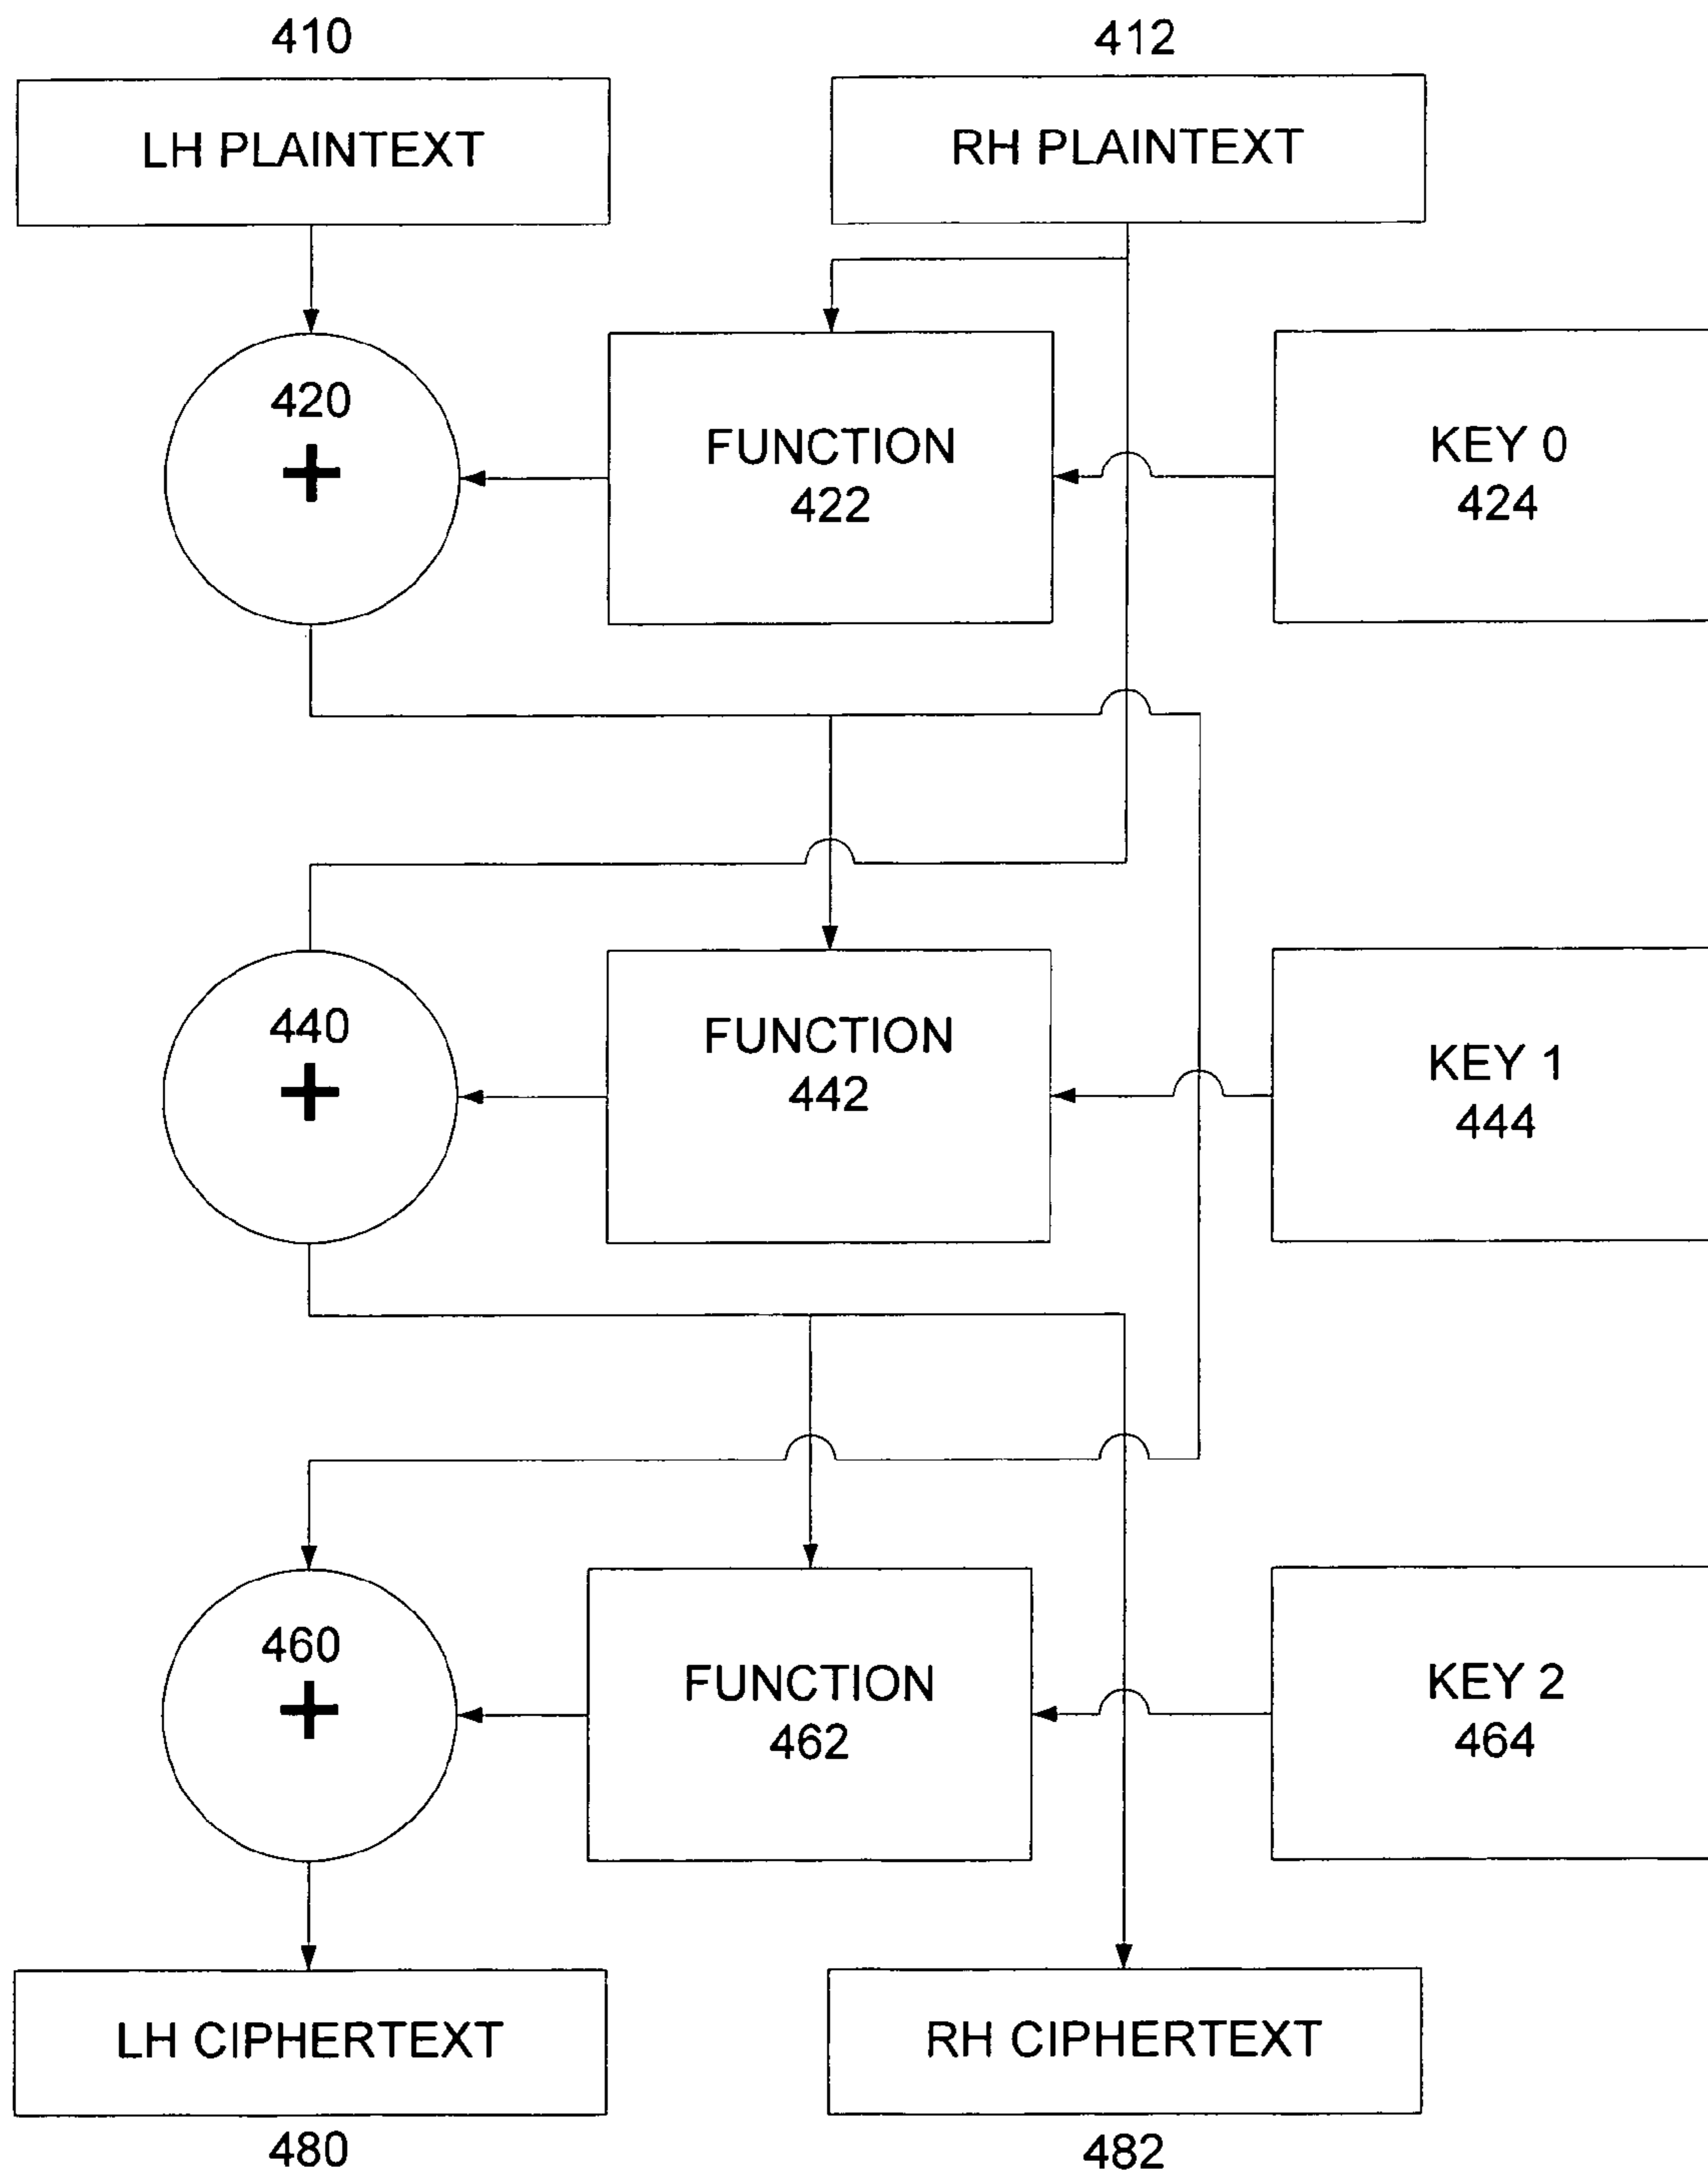 410
412
LH PLAINTEXT
RH PLAINTEXT
420
+
FUNCTION
422
KEY 0
424
440
+
FUNCTION
442
KEY 1
444
460
+
FUNCTION
462
KEY 2
464
LH CIPHERTEXT
RH CIPHERTEXT
480
482